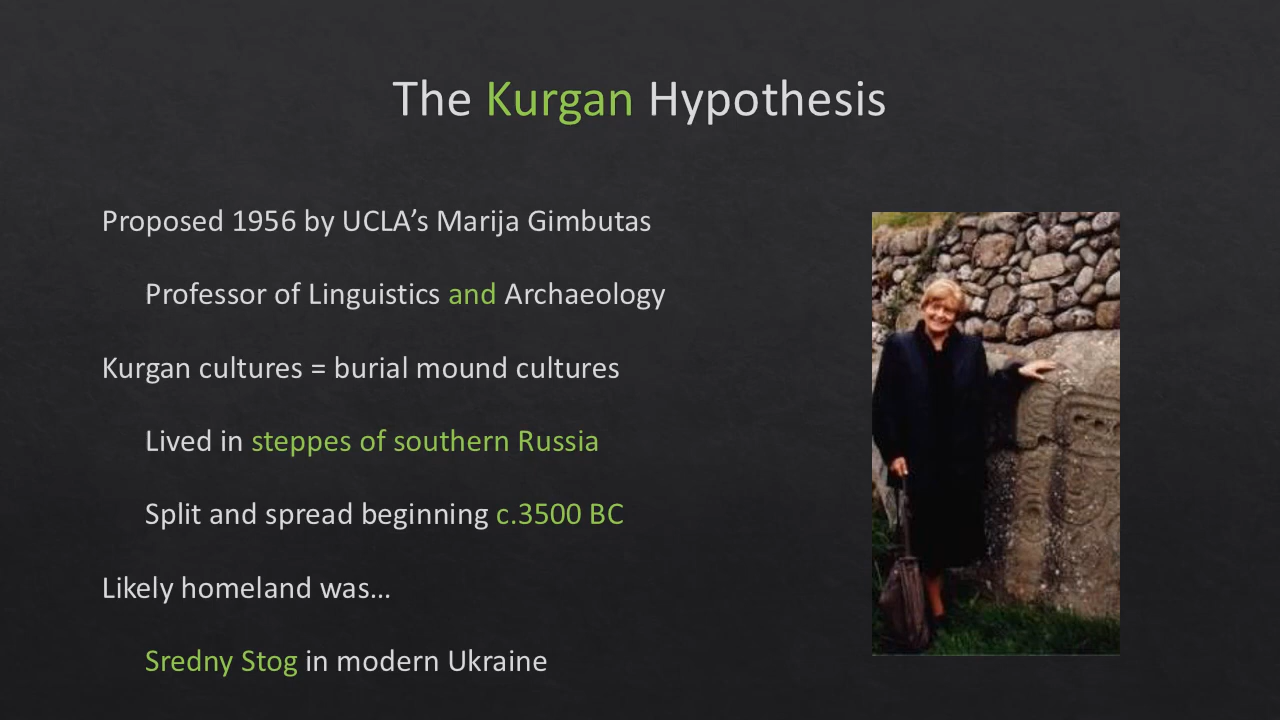 The Kurgan Hypothesis
Proposed 1956 by UCLA’s Marija Gimbutas
Professor of Linguistics and Archaeology
Kurgan cultures = burial mound cultures
Lived in steppes of southern Russia
Split and spread beginning c.3500 BC
Likely homeland was…
Sredny Stog in modern Ukraine